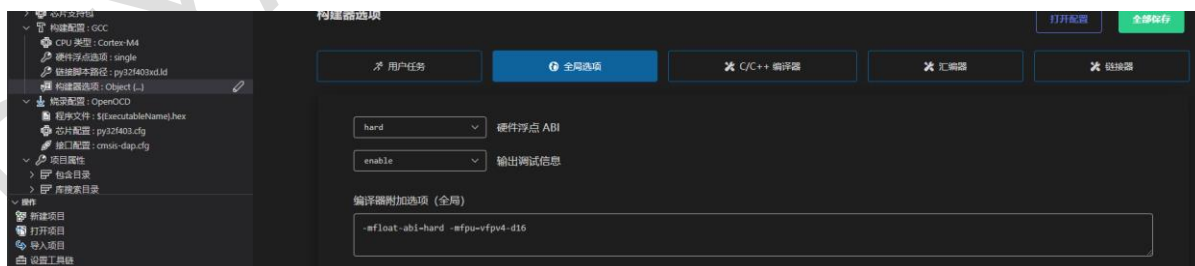 芯片支持包
构建配置 : GCC
CPU 类型 : Cortex-M4
硬件浮点选项 : single
链接脚本路径 : py32f403xd.ld
构建器选项 : Object {...}
烧录配置 : OpenOCD
程序文件 : ${ExecutableName}.hex
芯片配置 : py32f403.cfg
接口配置 : cmsis-dap.cfg
项目属性
包含目录
库搜索目录
操作
新建项目
打开项目
导入项目
设置工具链
构建器选项
打开配置
全部保存
用户任务
全局选项
C/C++ 编译器
汇编器
链接器
hard
硬件浮点 ABI
enable
输出调试信息
编译器附加选项（全局）
-mfloat-abi=hard -mfpu=vfpv4-d16